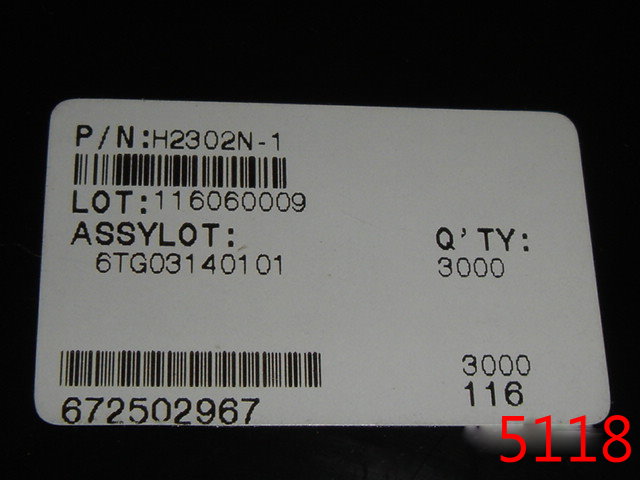 P/N:H2302N-1
LOT:116060009
ASSYLOT:
Q'TY:
6TG03140101
3000
3000
116
672502967
5118